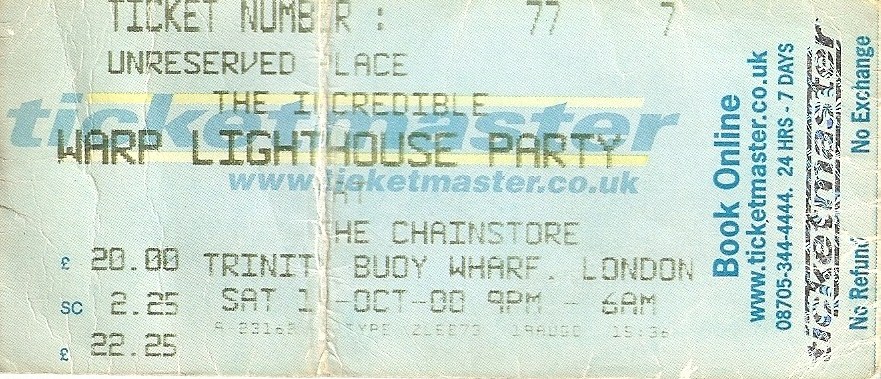 TICKET NUMBER : 77 7
UNRESERVED LACE
THE INCREDIBLE
ticketmaster
WARP LIGHTHOUSE PARTY
www.ticketmaster.co.uk
AT
HE CHAINSTORE
£ 20.00 TRINIT BUOY WHARF. LONDON
SC 2.25 SAT 1 -OCT-00 9PM - 6AM
£ 22.25
Book Online
www.ticketmaster.co.uk
08705-344-4444. 24 HRS - 7 DAYS
ticketmaster
No Refund No Exchange